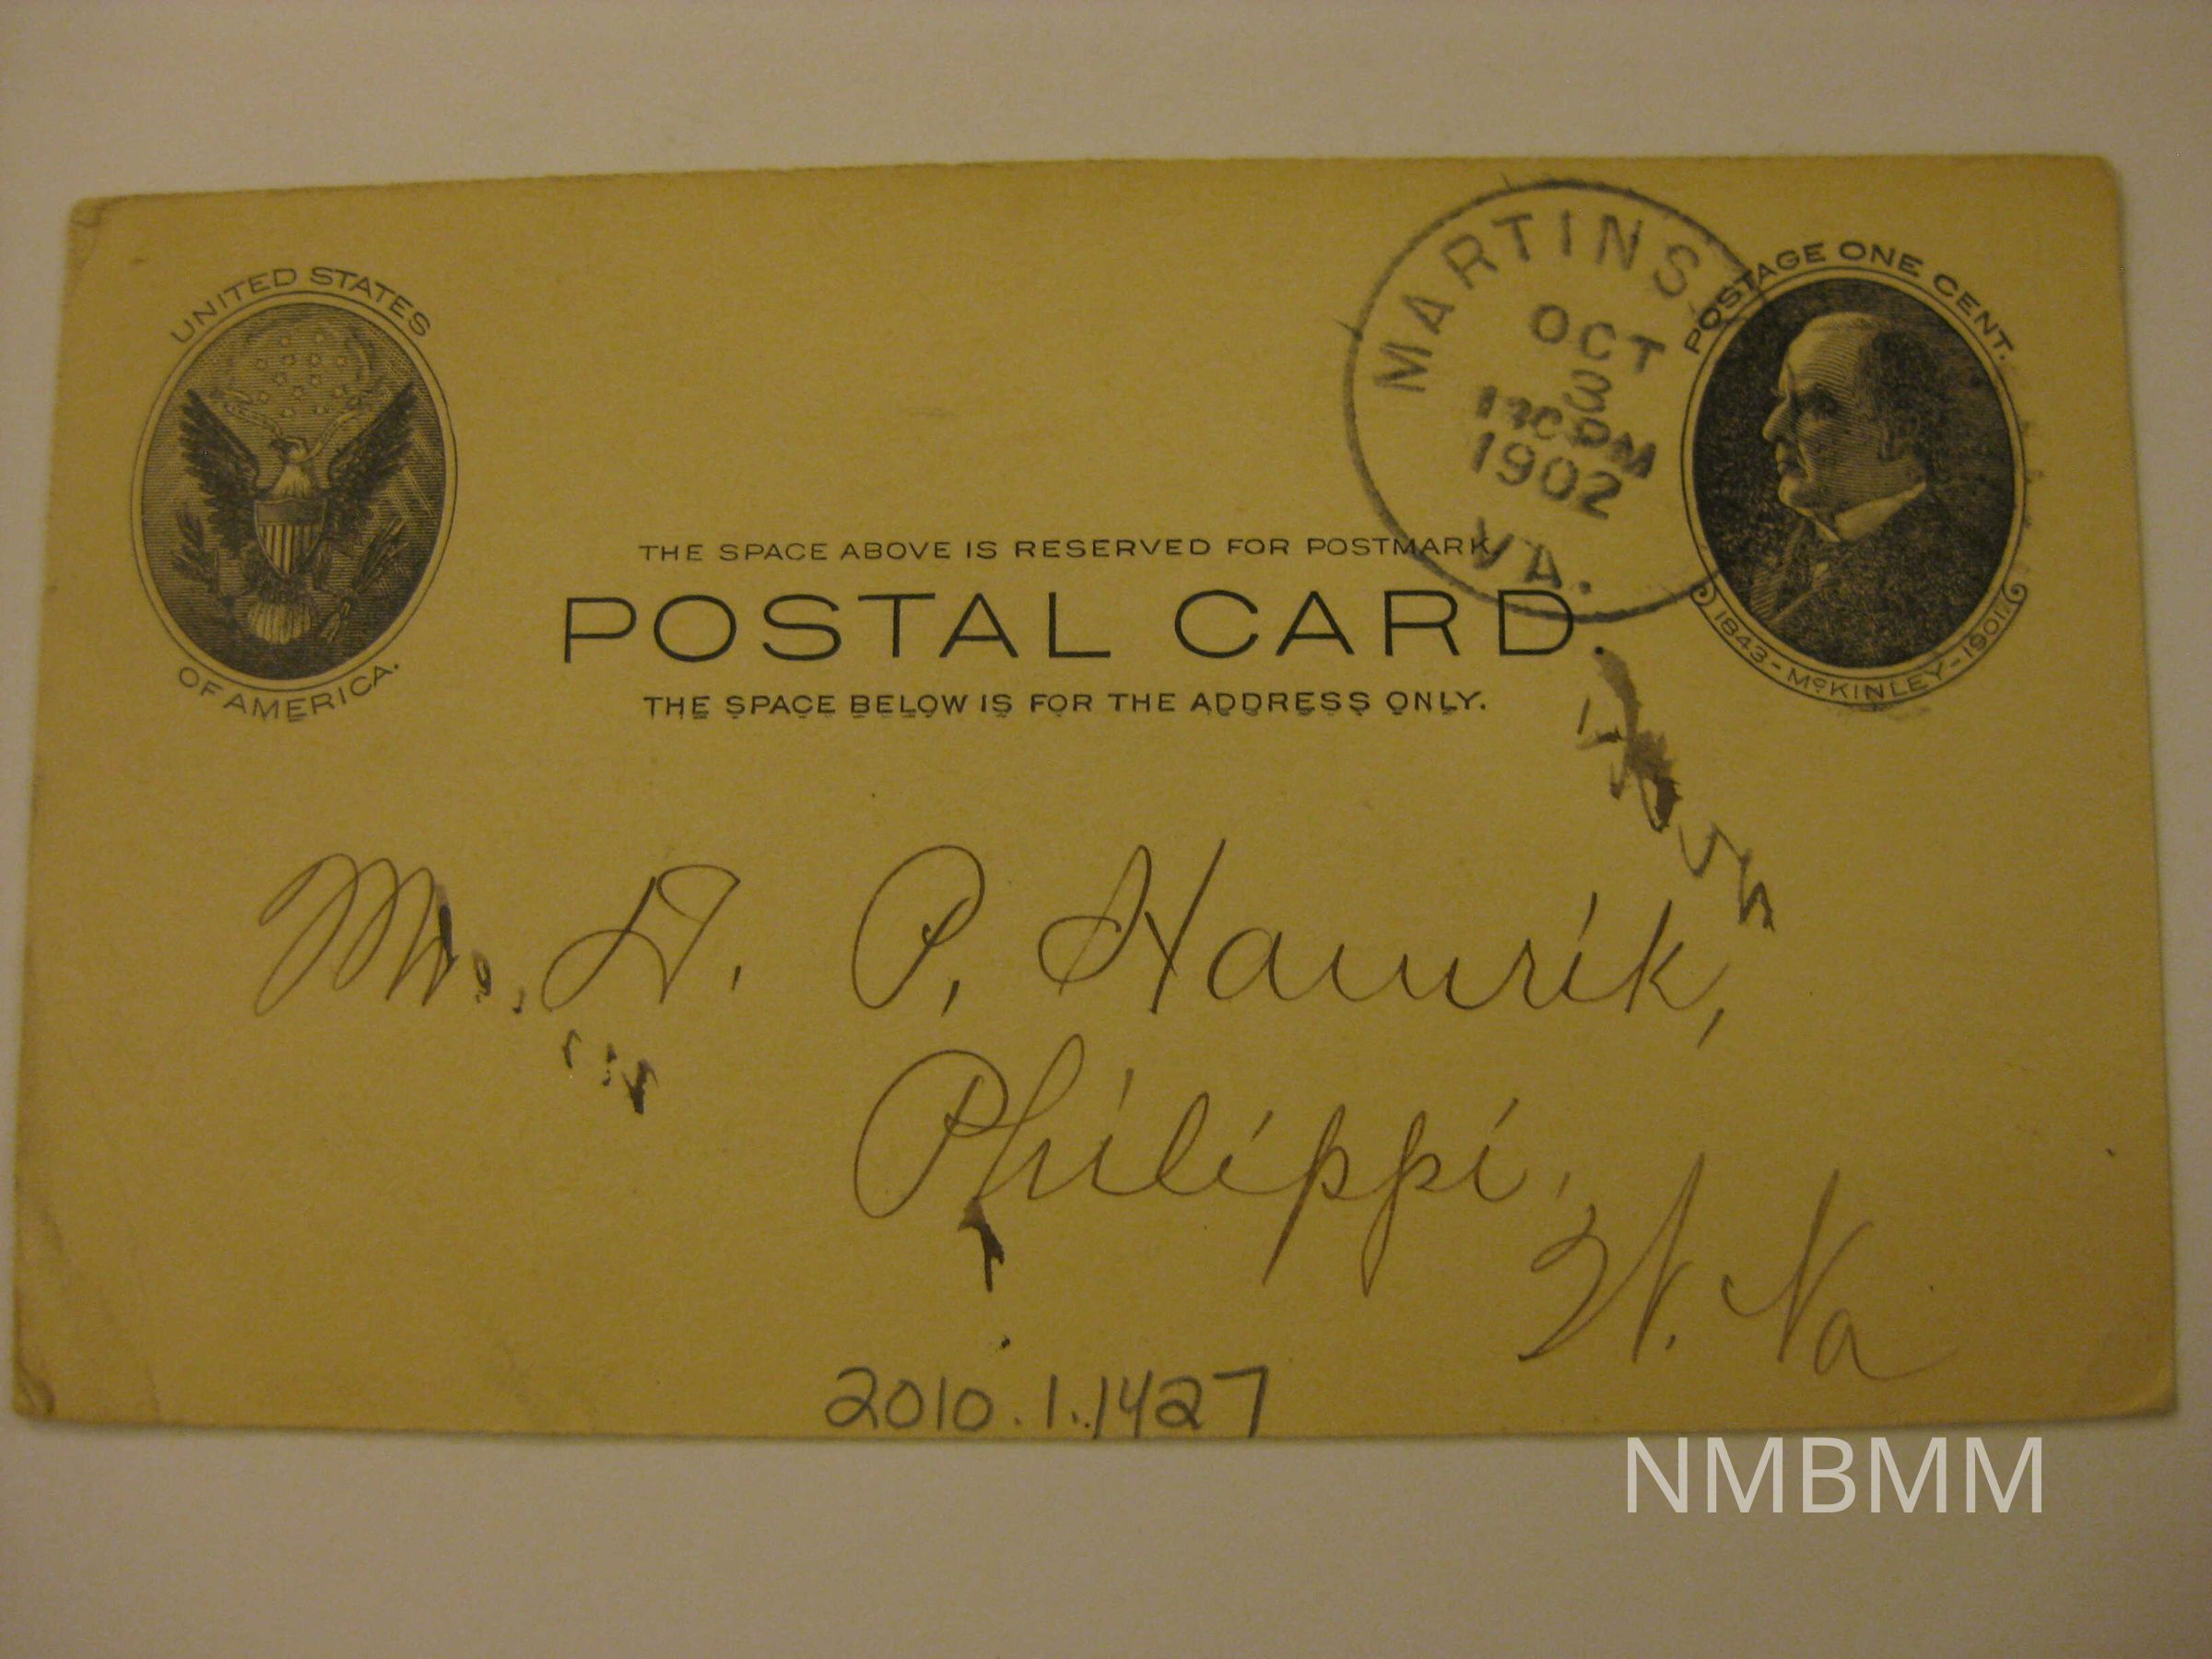 UNITED STATES
OF AMERICA.
MARTINS
OCT
3
1902
VA.
POSTAGE ONE CENT.
1843-McKINLEY-1901.
THE SPACE ABOVE IS RESERVED FOR POSTMARK.
POSTAL CARD.
THE SPACE BELOW IS FOR THE ADDRESS ONLY.
Mr. D. P. Hamrik,
Philippi,
W. Va
2010.1.1427
NMBMM